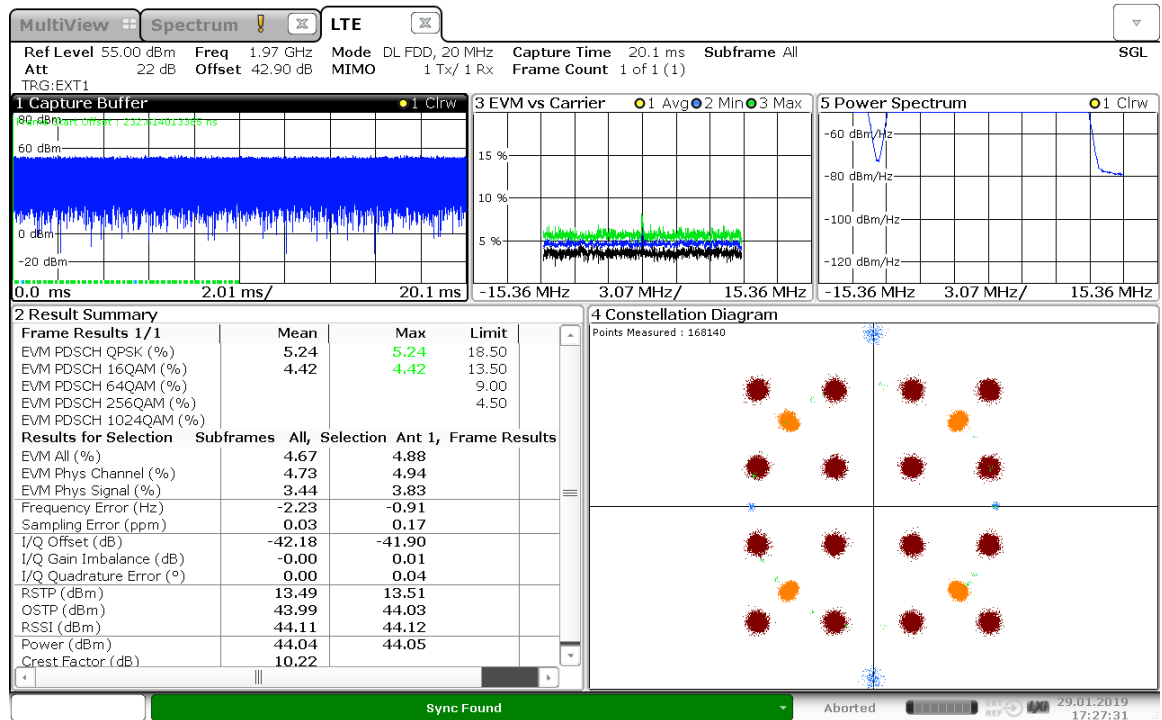 MultiView Spectrum LTE
Ref Level 55.00 dBm Freq 1.97 GHz Mode DL FDD, 20 MHz Capture Time 20.1 ms Subframe All SGL
Att 22 dB Offset 42.90 dB MIMO 1 Tx/ 1 Rx Frame Count 1 of 1 (1)
TRG:EXT1
1 Capture Buffer 1 Clrw
80 dBm
Frame Start Offset : ns
60 dBm
0 dBm
-20 dBm
0.0 ms 2.01 ms/ 20.1 ms
3 EVM vs Carrier 1 Avg 2 Min 3 Max
15 %
10 %
5 %
-15.36 MHz 3.07 MHz/ 15.36 MHz
5 Power Spectrum 1 Clrw
-60 dBm/Hz
-80 dBm/Hz
-100 dBm/Hz
-120 dBm/Hz
-15.36 MHz 3.07 MHz/ 15.36 MHz
2 Result Summary
Frame Results 1/1 Mean Max Limit
EVM PDSCH QPSK (%) 5.24 5.24 18.50
EVM PDSCH 16QAM (%) 4.42 4.42 13.50
EVM PDSCH 64QAM (%) 9.00
EVM PDSCH 256QAM (%) 4.50
EVM PDSCH 1024QAM (%)
Results for Selection Subframes All, Selection Ant 1, Frame Results
EVM All (%) 4.67 4.88
EVM Phys Channel (%) 4.73 4.94
EVM Phys Signal (%) 3.44 3.83
Frequency Error (Hz) -2.23 -0.91
Sampling Error (ppm) 0.03 0.17
I/Q Offset (dB) -42.18 -41.90
I/Q Gain Imbalance (dB) -0.00 0.01
I/Q Quadrature Error (º) 0.00 0.04
RSTP (dBm) 13.49 13.51
OSTP (dBm) 43.99 44.03
RSSI (dBm) 44.11 44.12
Power (dBm) 44.04 44.05
Crest Factor (dB) 10.22
4 Constellation Diagram
Points Measured : 168140
Sync Found
Aborted
EXT
REF
LXI
29.01.2019
17:27:31